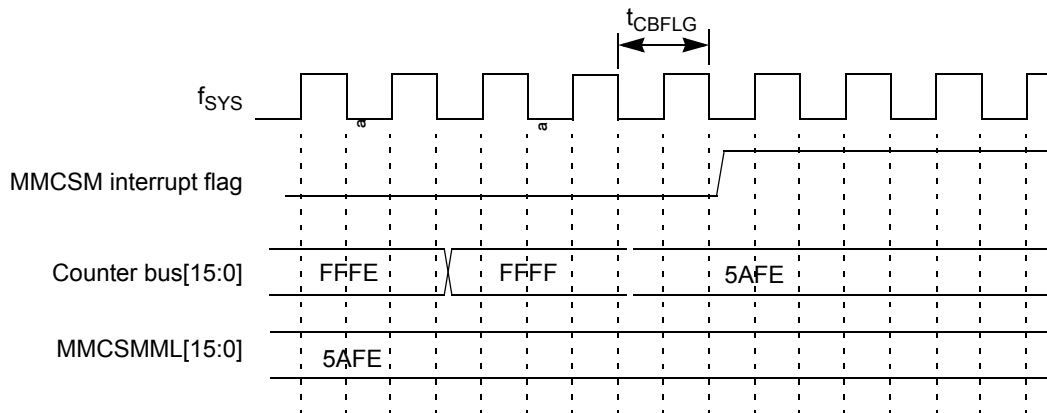 tCBFLG
fSYS
a a
MMCSM interrupt flag
Counter bus[15:0] FFFE FFFF 5AFE
MMCSMML[15:0] 5AFE